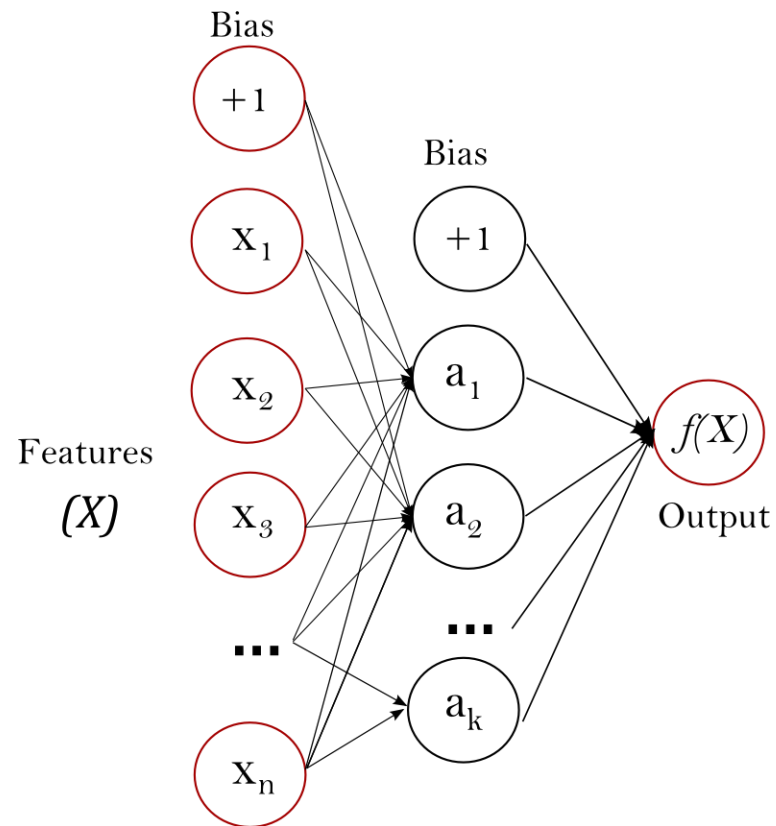 Bias
+1
Bias
x₁
+1
x₂
a₁
f(X)
Features
(X)
x₃
a₂
Output
...
...
aₖ
xₙ